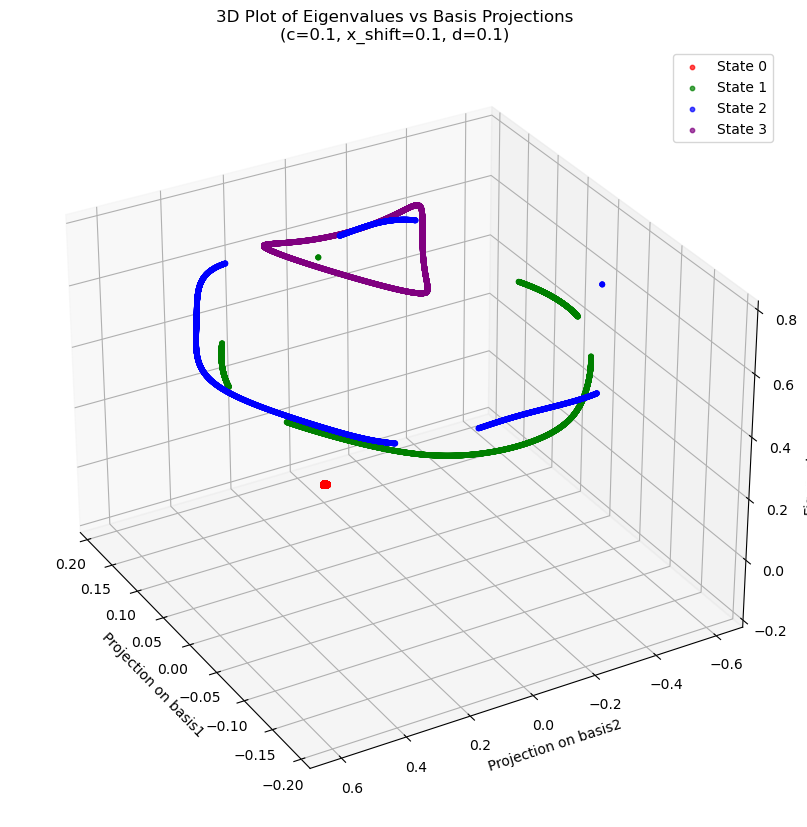 3D Plot of Eigenvalues vs Basis Projections
(c=0.1, x_shift=0.1, d=0.1)
State 0
State 1
State 2
State 3
0.8
0.6
0.4
0.2
0.0
−0.2
0.20
0.15
0.10
0.05
0.00
−0.05
−0.10
−0.15
−0.20
Projection on basis1
0.6
0.4
0.2
0.0
−0.2
−0.4
−0.6
Projection on basis2